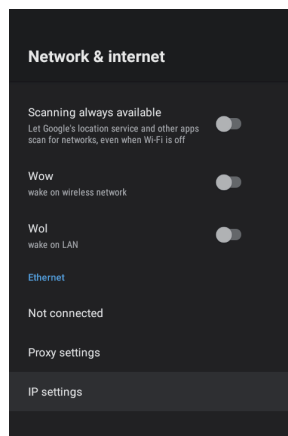 Network & internet
Scanning always available
Let Google's location service and other apps
scan for networks, even when Wi-Fi is off
Wow
wake on wireless network
Wol
wake on LAN
Ethernet
Not connected
Proxy settings
IP settings